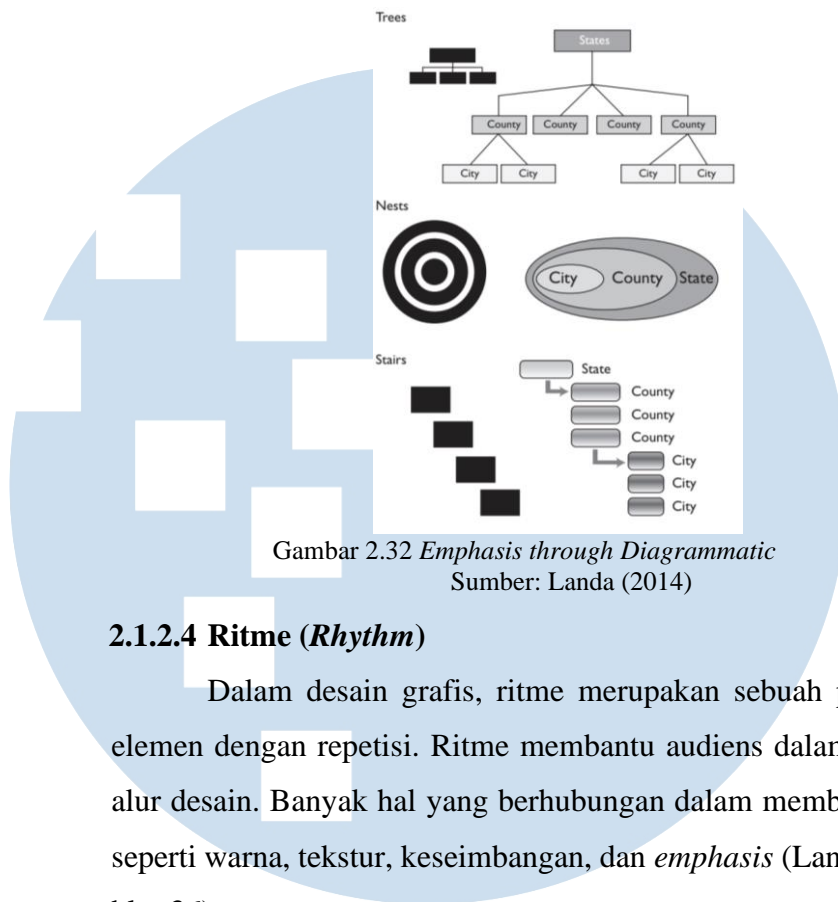 Trees
States
County County County County
City City City City
Nests
City County State
Stairs
State
County
County
County
City
City
City
Gambar 2.32 Emphasis through Diagrammatic
Sumber: Landa (2014)
2.1.2.4 Ritme (Rhythm)
Dalam desain grafis, ritme merupakan sebuah
elemen dengan repetisi. Ritme membantu audiens dalam
alur desain. Banyak hal yang berhubungan dalam memb
seperti warna, tekstur, keseimbangan, dan emphasis (Lan